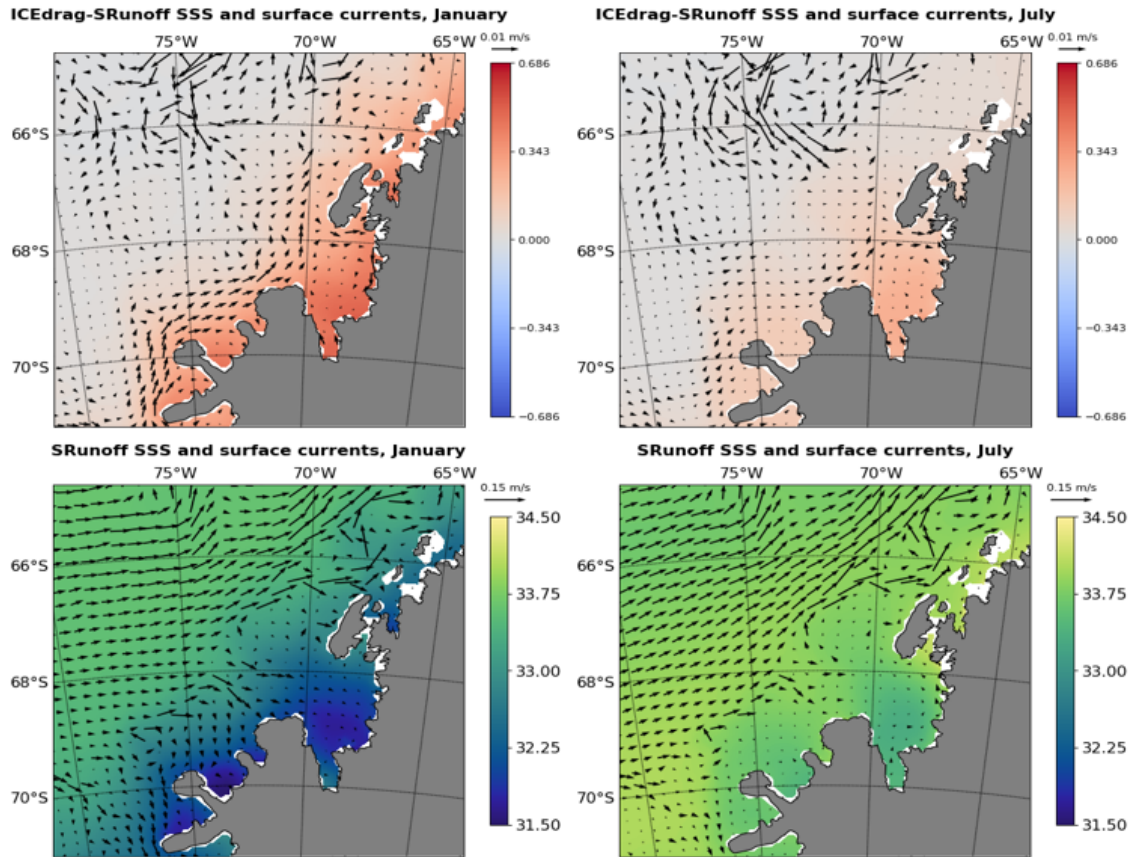 ICEdrag-SRunoff SSS and surface currents, January
75°W 70°W 65°W
0.01 m/s
0.686
0.343
0.000
−0.343
−0.686
66°S
68°S
70°S
ICEdrag-SRunoff SSS and surface currents, July
75°W 70°W 65°W
0.01 m/s
0.686
0.343
0.000
−0.343
−0.686
66°S
68°S
70°S
SRunoff SSS and surface currents, January
75°W 70°W 65°W
0.15 m/s
34.50
33.75
33.00
32.25
31.50
66°S
68°S
70°S
SRunoff SSS and surface currents, July
75°W 70°W 65°W
0.15 m/s
34.50
33.75
33.00
32.25
31.50
66°S
68°S
70°S